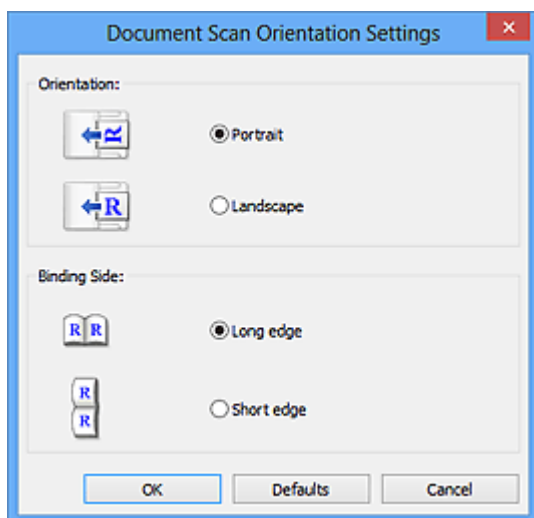 Document Scan Orientation Settings
Orientation:
R
Portrait
R
Landscape
Binding Side:
R R
Long edge
R
R
Short edge
OK Defaults Cancel